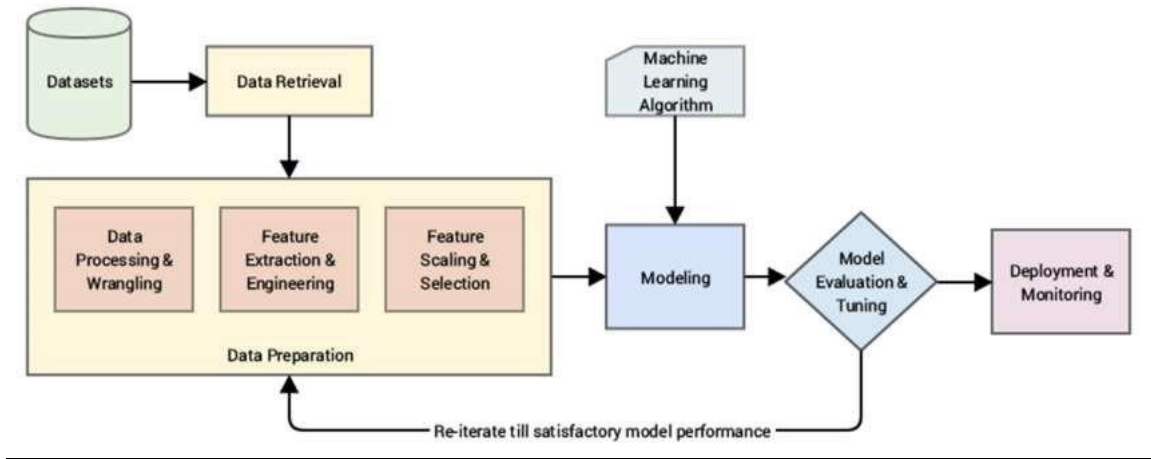 Datasets
Data Retrieval
Machine
Learning
Algorithm
Data
Processing &
Wrangling
Feature
Extraction &
Engineering
Feature
Scaling &
Selection
Data Preparation
Modeling
Model
Evaluation &
Tuning
Deployment &
Monitoring
Re-iterate till satisfactory model performance